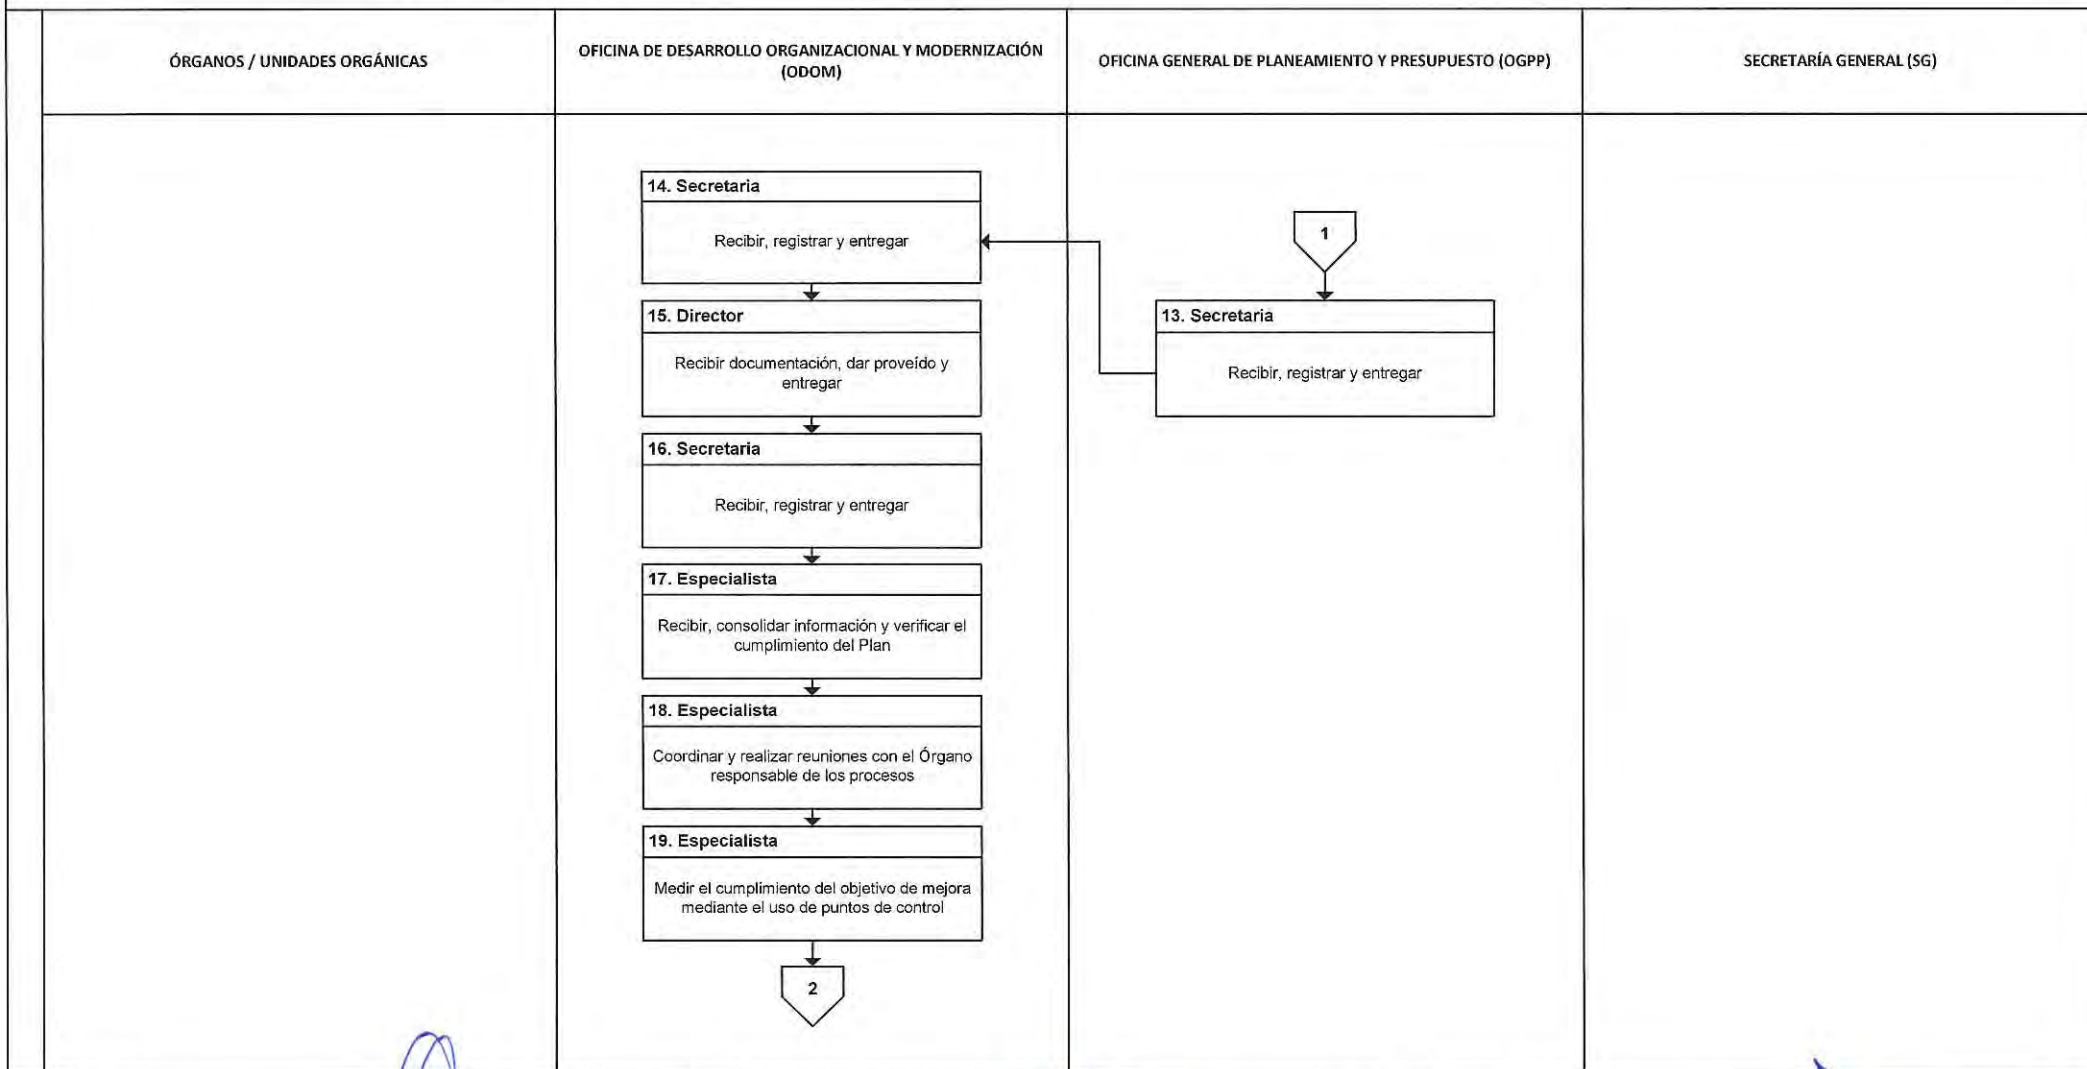 ÓRGANOS / UNIDADES ORGÁNICAS
OFICINA DE DESARROLLO ORGANIZACIONAL Y MODERNIZACIÓN
(ODOM)
OFICINA GENERAL DE PLANEAMIENTO Y PRESUPUESTO (OGPP)
SECRETARÍA GENERAL (SG)
1
13. Secretaria
Recibir, registrar y entregar
14. Secretaria
Recibir, registrar y entregar
15. Director
Recibir documentación, dar proveído y
entregar
16. Secretaria
Recibir, registrar y entregar
17. Especialista
Recibir, consolidar información y verificar el
cumplimiento del Plan
18. Especialista
Coordinar y realizar reuniones con el Órgano
responsable de los procesos
19. Especialista
Medir el cumplimiento del objetivo de mejora
mediante el uso de puntos de control
2